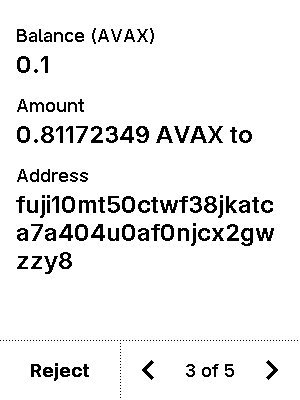 Balance (AVAX)
0.1
Amount
0.81172349 AVAX to
Address
fuji10mt50ctwf38jkatc
a7a404u0af0njcx2gw
zzy8
Reject
3 of 5